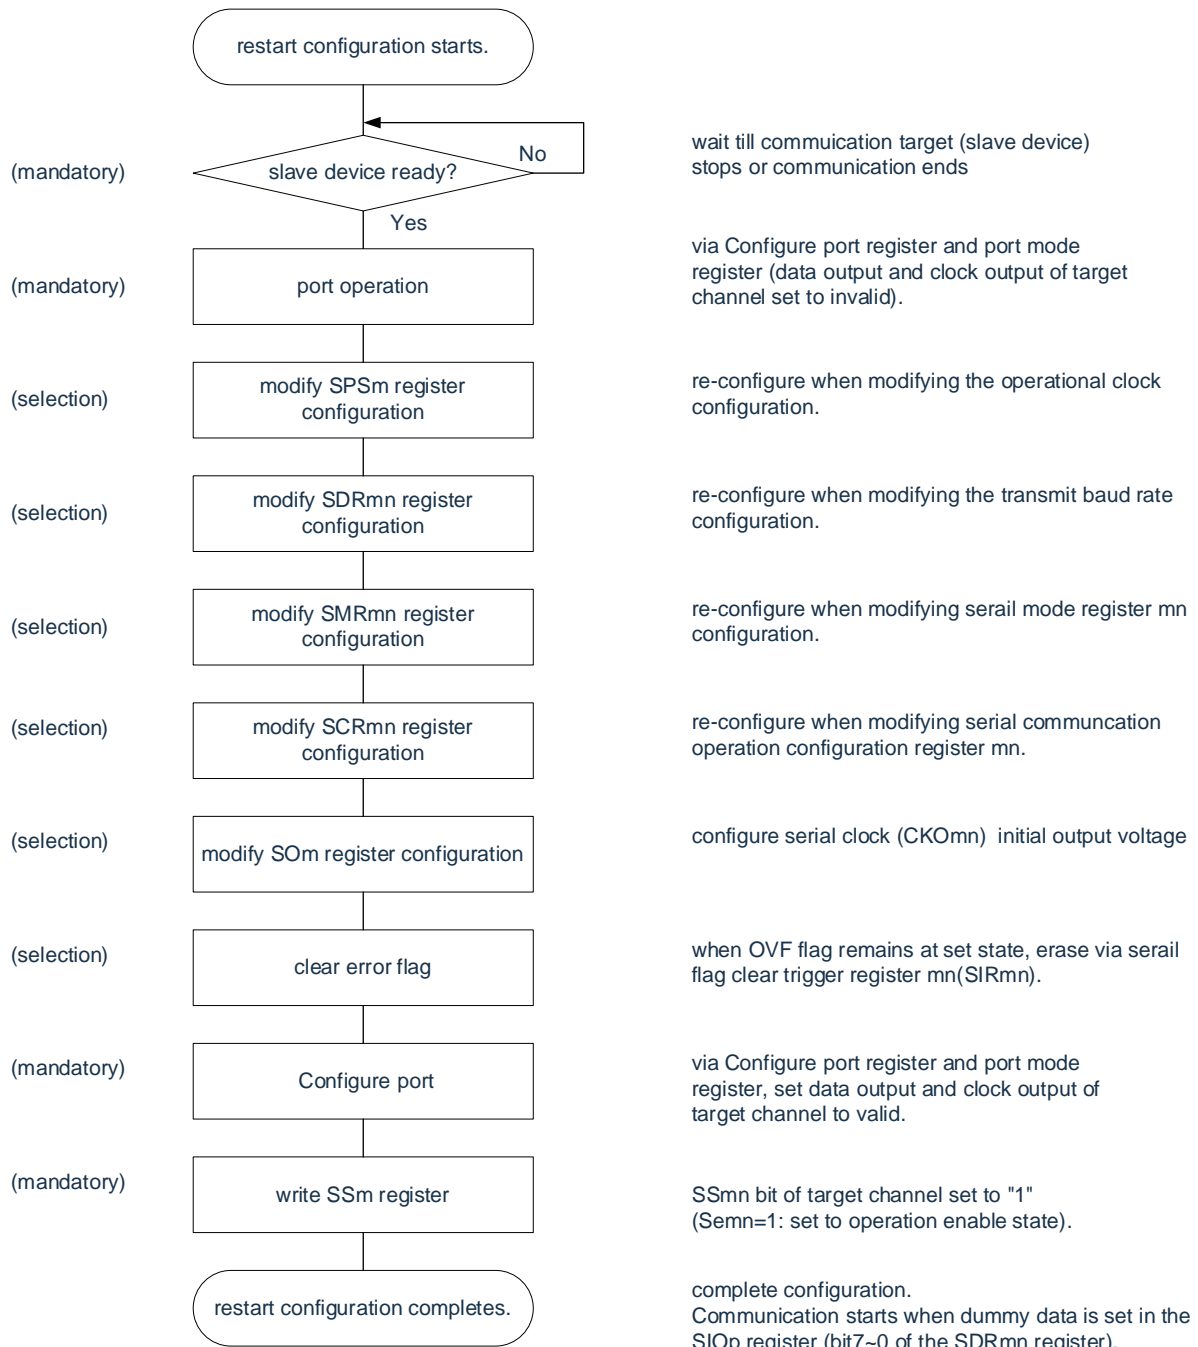 restart configuration starts.
No
wait till commuication target (slave device)
stops or communication ends
(mandatory)
slave device ready?
Yes
(mandatory)
port operation
via Configure port register and port mode
register (data output and clock output of target
channel set to invalid).
(selection)
modify SPSm register
configuration
re-configure when modifying the operational clock
configuration.
(selection)
modify SDRmn register
configuration
re-configure when modifying the transmit baud rate
configuration.
(selection)
modify SMRmn register
configuration
re-configure when modifying serail mode register mn
configuration.
(selection)
modify SCRmn register
configuration
re-configure when modifying serial communcation
operation configuration register mn.
(selection)
modify SOm register configuration
configure serial clock (CKOmn)  initial output voltage
(selection)
clear error flag
when OVF flag remains at set state, erase via serail
flag clear trigger register mn(SIRmn).
(mandatory)
Configure port
via Configure port register and port mode
register, set data output and clock output of
target channel to valid.
(mandatory)
write SSm register
SSmn bit of target channel set to "1"
(Semn=1: set to operation enable state).
restart configuration completes.
complete configuration.
Communication starts when dummy data is set in the
SIOp register (bit7~0 of the SDRmn register).